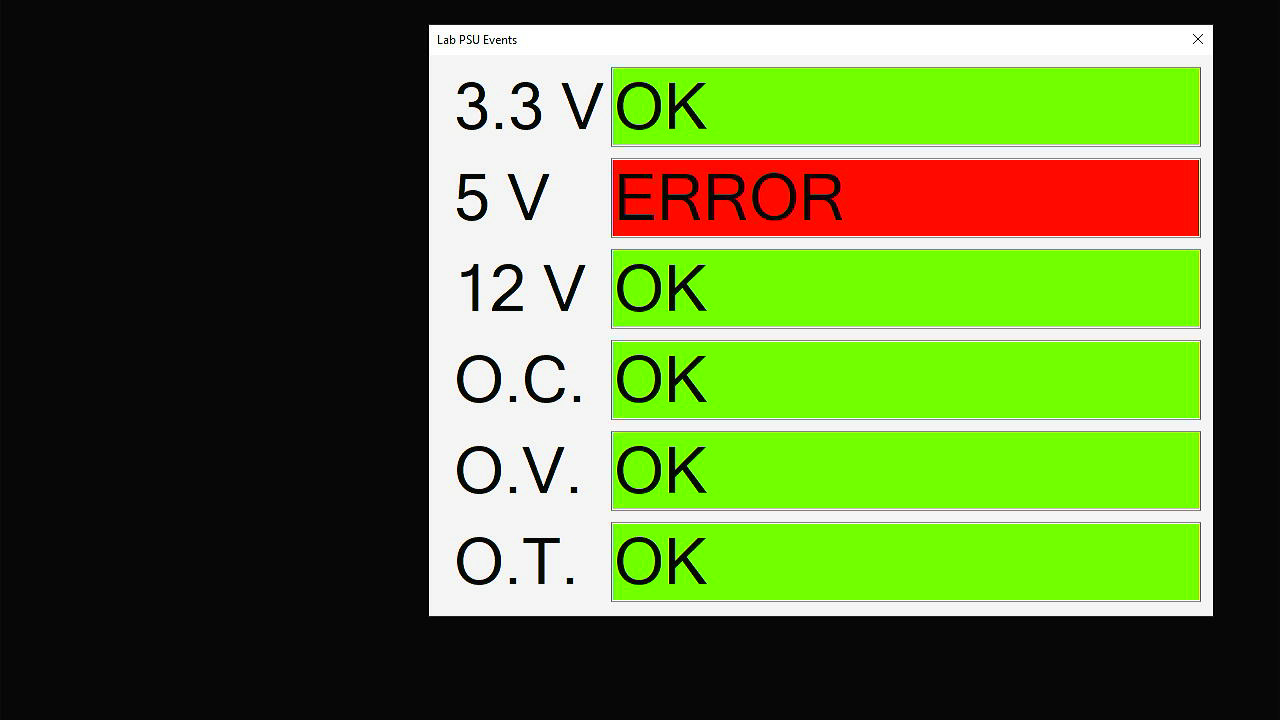 Lab PSU Events
3.3 V OK
5 V ERROR
12 V OK
O.C. OK
O.V. OK
O.T. OK